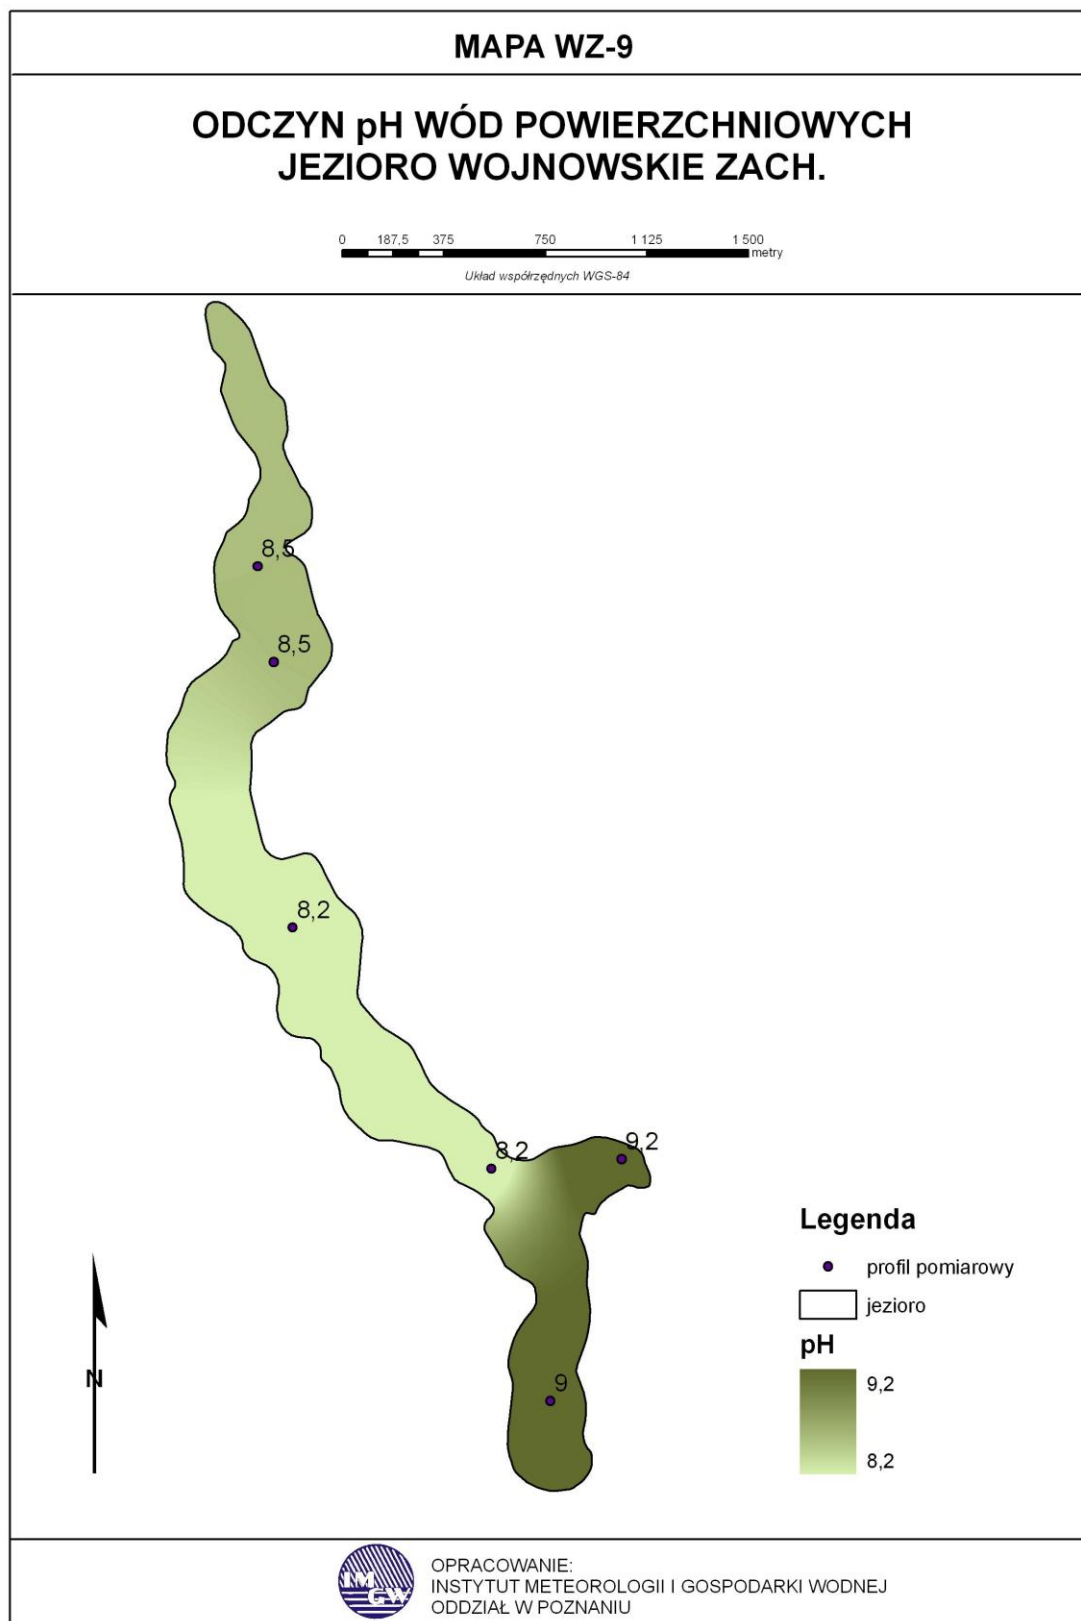 MAPA WZ-9
ODCZYN pH WÓD POWIERZCHNIOWYCH
JEZIORO WOJNOWSKIE ZACH.
0 187,5 375 750 1 125 1 500
metry
Układ współrzędnych WGS-84
8,5
8,5
8,2
8,2
9,2
9
N
Legenda
profil pomiarowy
jezioro
pH
9,2
8,2
IM
GW
OPRACOWANIE:
INSTYTUT METEOROLOGII I GOSPODARKI WODNEJ
ODDZIAŁ W POZNANIU